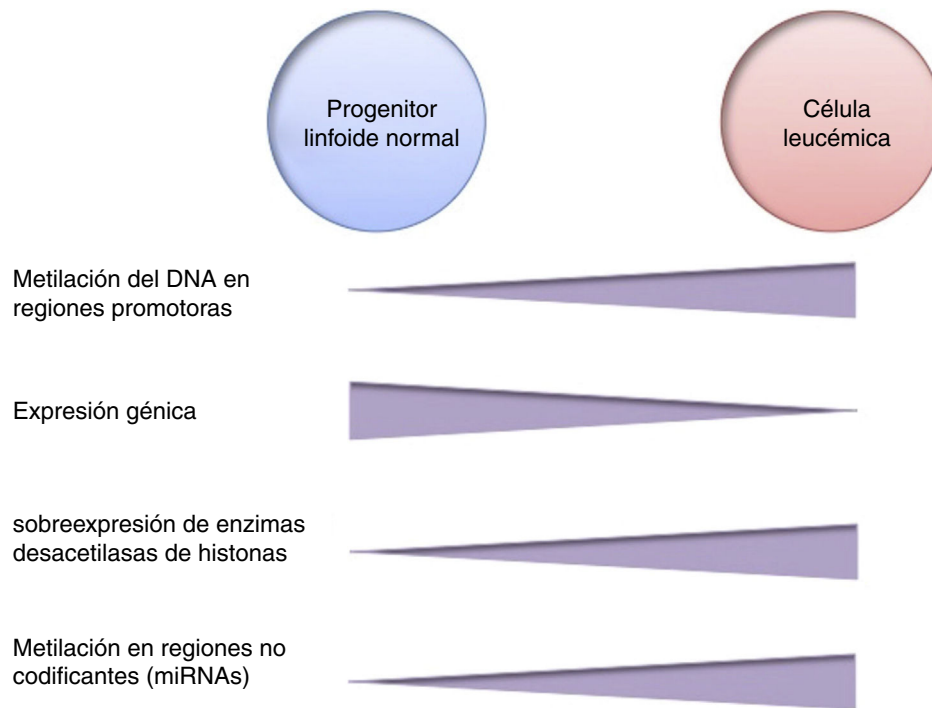 Progenitor
linfoide normal
Célula
leucémica
Metilación del DNA en
regiones promotoras
Expresión génica
sobreexpresión de enzimas
desacetilasas de histonas
Metilación en regiones no
codificantes (miRNAs)